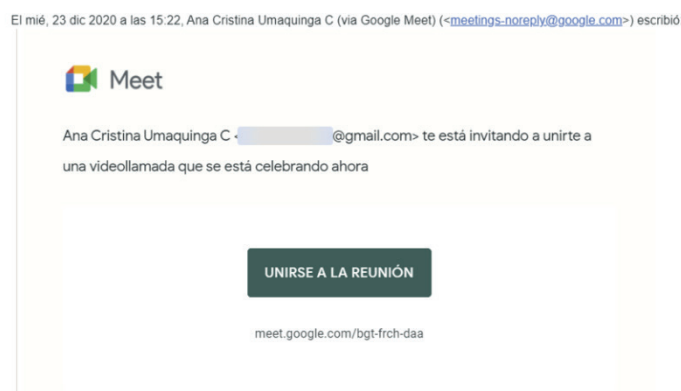 El mié, 23 dic 2020 a las 15:22, Ana Cristina Umaquinga C (via Google Meet) (<meetings-noreply@google.com>) escribió
Meet
Ana Cristina Umaquinga C < @gmail.com> te está invitando a unirte a
una videollamada que se está celebrando ahora
UNIRSE A LA REUNIÓN
meet.google.com/bgt-frch-daa